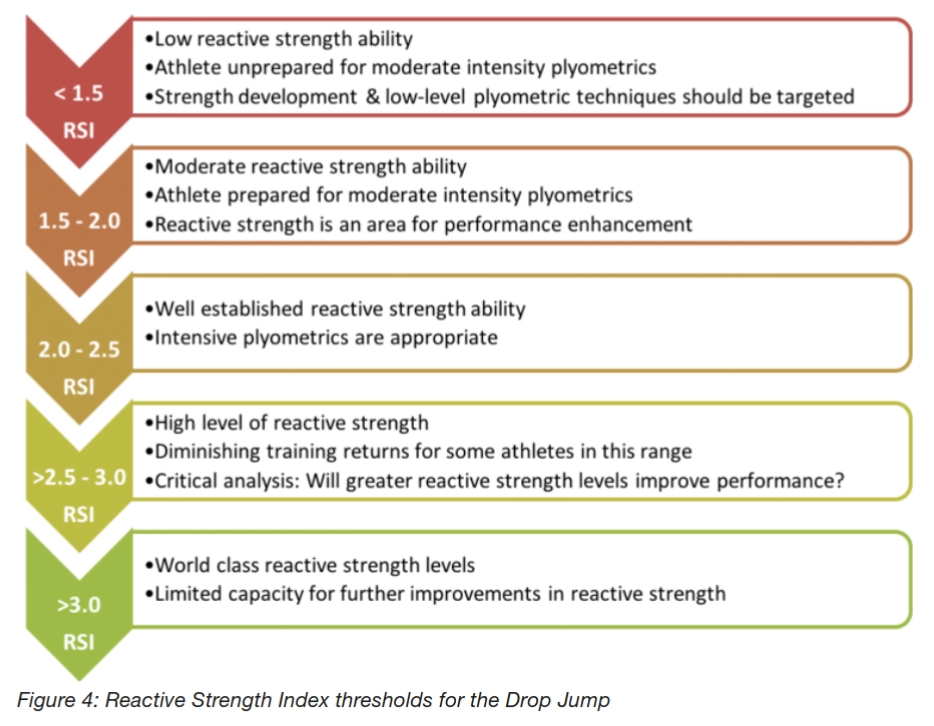 < 1.5
RSI
•Low reactive strength ability
•Athlete unprepared for moderate intensity plyometrics
•Strength development & low-level plyometric techniques should be targeted
1.5 - 2.0
RSI
•Moderate reactive strength ability
•Athlete prepared for moderate intensity plyometrics
•Reactive strength is an area for performance enhancement
2.0 - 2.5
RSI
•Well established reactive strength ability
•Intensive plyometrics are appropriate
>2.5 - 3.0
RSI
•High level of reactive strength
•Diminishing training returns for some athletes in this range
•Critical analysis: Will greater reactive strength levels improve performance?
>3.0
RSI
•World class reactive strength levels
•Limited capacity for further improvements in reactive strength
Figure 4: Reactive Strength Index thresholds for the Drop Jump